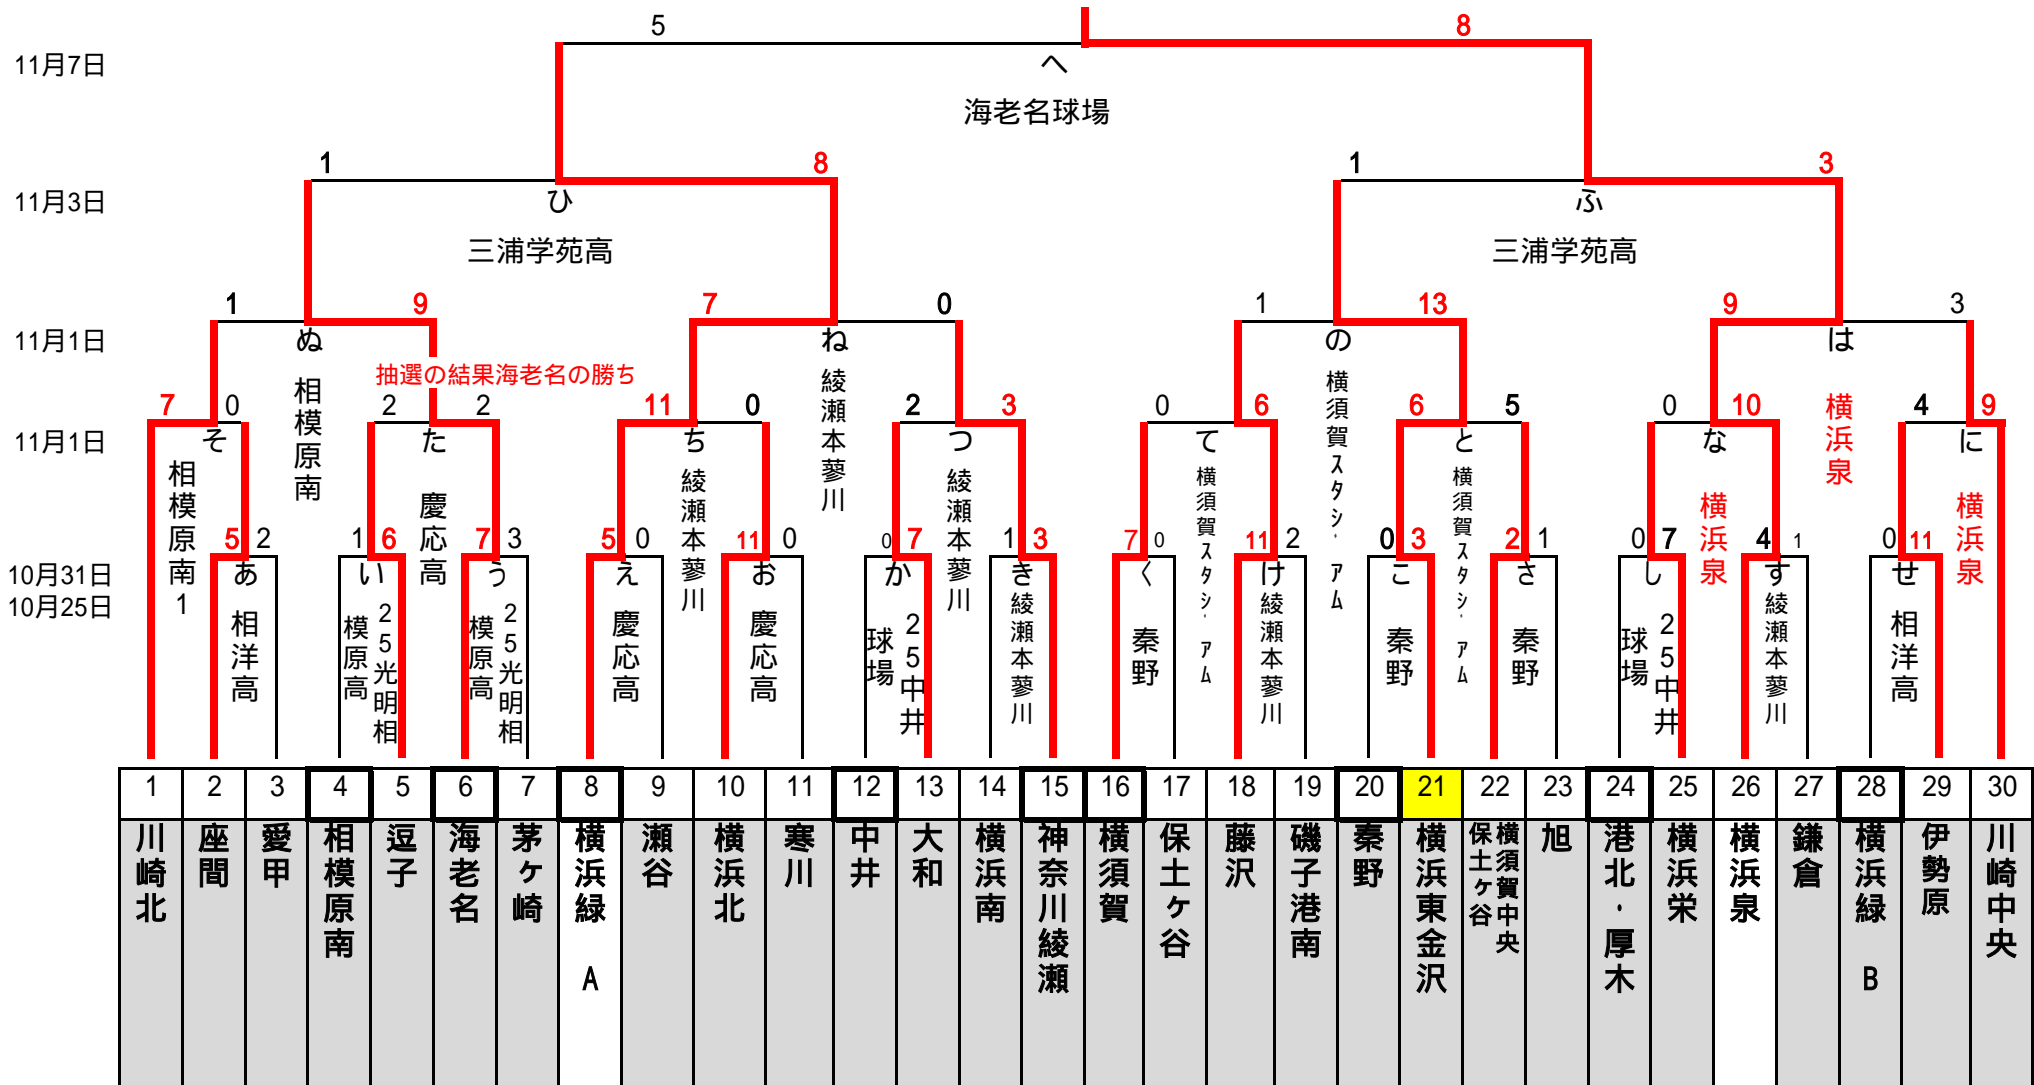 5 8
11月7日
へ
海老名球場
1 8 1 3
11月3日
ひ ふ
三浦学苑高 三浦学苑高
1 9 7 0 1 13 9 3
11月1日
ぬ ね の は
抽選の結果海老名の勝ち
相模原南
綾瀬本蓼川
横須賀スタジアム
横浜泉
7 0 2 2 11 0 2 3 0 6 6 5 0 10 4 9
11月1日
そ た ち つ て と な に
相模原南1
慶応高
綾瀬本蓼川
綾瀬本蓼川
横須賀スタジアム
横須賀スタジアム
横浜泉
横浜泉
5 2 1 6 7 3 5 0 11 0 0 7 1 3 7 0 11 2 0 3 2 1 0 7 4 1 0 11
10月31日
10月25日
あ い う え お か き く け こ さ し す せ
相洋高
25光明相模原高
25光明相模原高
慶応高
慶応高
25中井球場
綾瀬本蓼川
秦野
綾瀬本蓼川
秦野
秦野
25中井球場
綾瀬本蓼川
相洋高
1 2 3 4 5 6 7 8 9 10 11 12 13 14 15 16 17 18 19 20 21 22 23 24 25 26 27 28 29 30
川崎北
座間
愛甲
相模原南
逗子
海老名
茅ヶ崎
横浜緑 A
瀬谷
横浜北
寒川
中井
大和
横浜南
神奈川綾瀬
横須賀
保土ヶ谷
藤沢
磯子港南
秦野
横浜東金沢
横須賀中央
保土ヶ谷
旭
港北・厚木
横浜栄
横浜泉
鎌倉
横浜緑 B
伊勢原
川崎中央